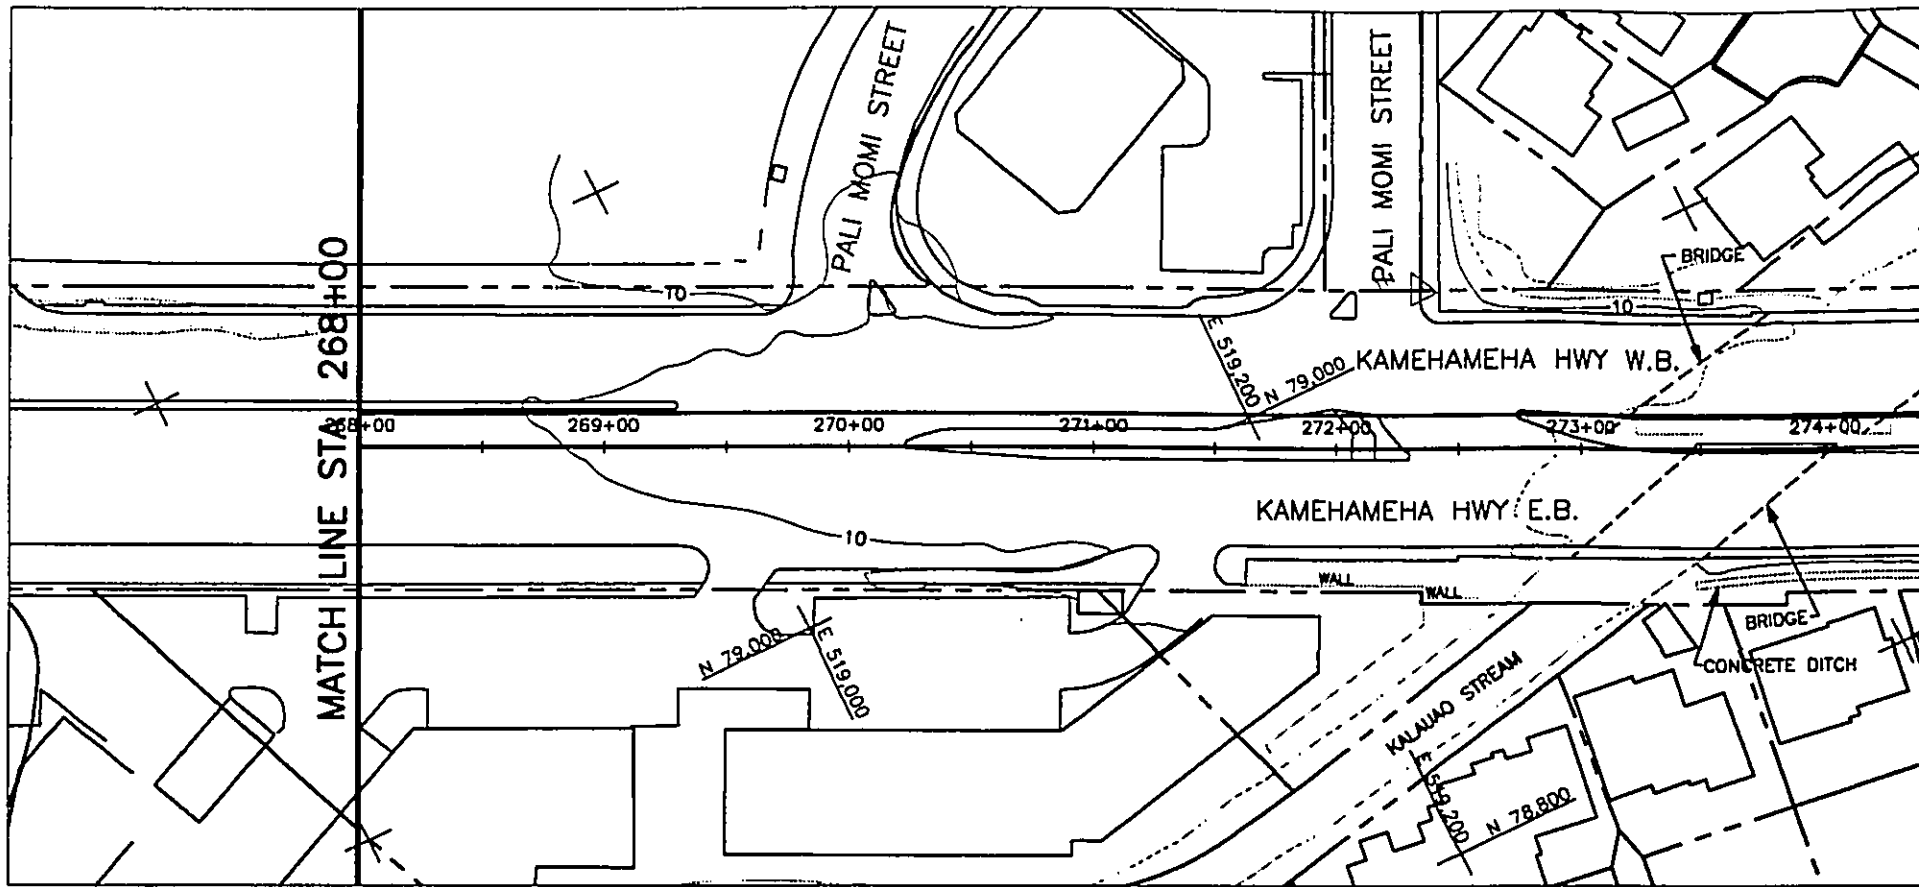 PALI MOMI STREET
PALI MOMI STREET
BRIDGE
MATCH LINE STA 268+00
10
10
E 519,200
N 79,000
KAMEHAMEHA HWY W.B.
268+00
269+00
270+00
271+00
272+00
273+00
274+00
KAMEHAMEHA HWY E.B.
10
WALL
WALL
BRIDGE
N 79,000
E 519,000
CONCRETE DITCH
KALAUAO STREAM
E 519,200
N 78,800